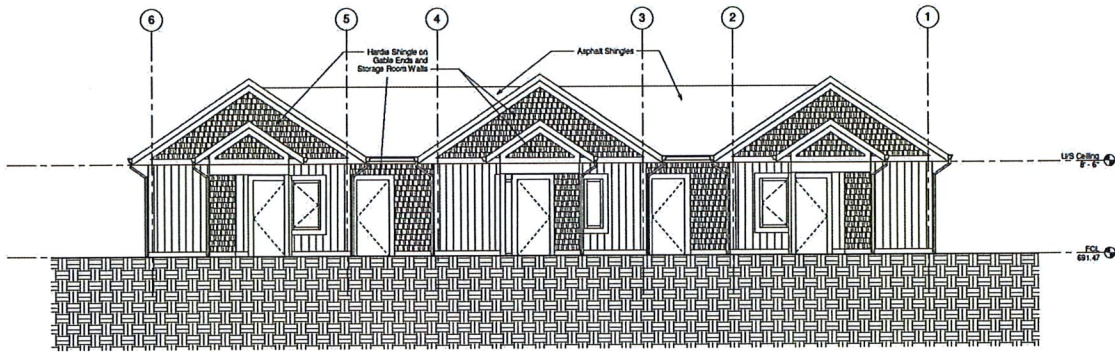 6
5
4
3
2
1
Hardie Shingle on
Gable Ends and
Storage Room Walls
Asphalt Shingles
U/S Ceiling
8' - 6"
FCL
691.47